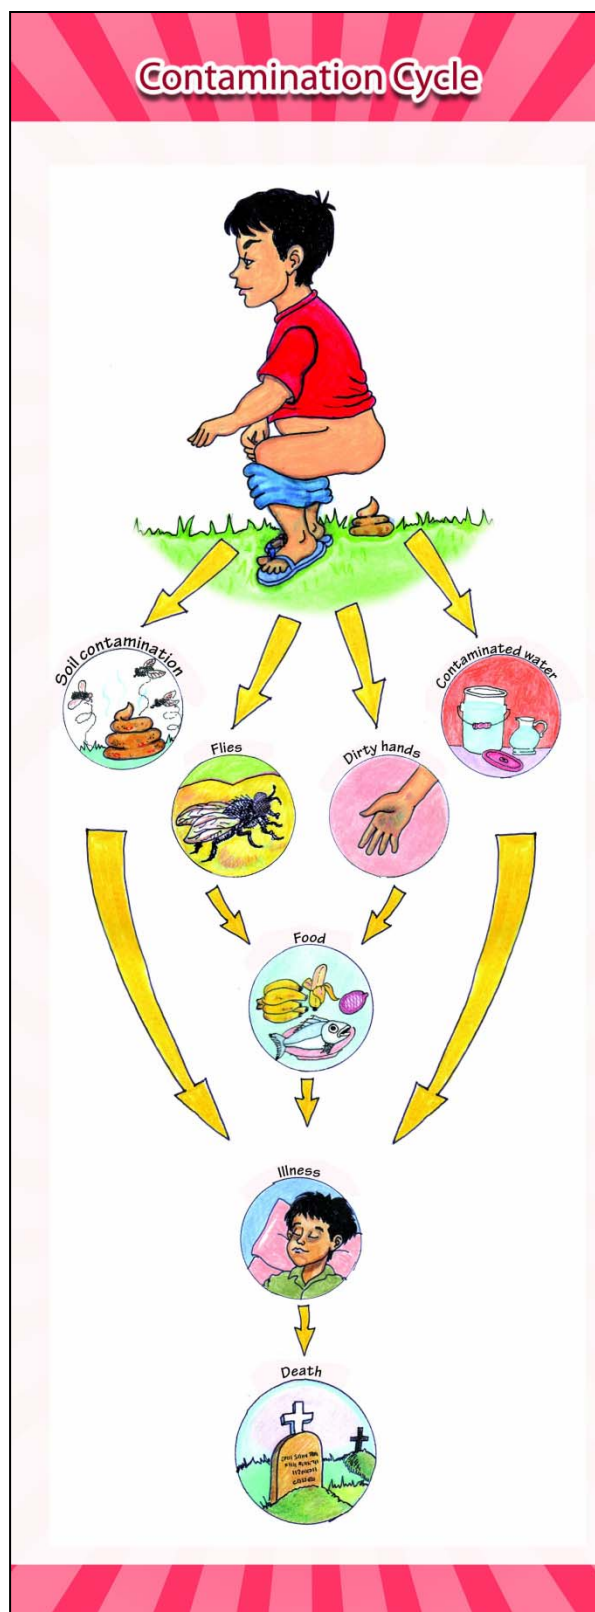 Contamination Cycle
Soil contamination
Contaminated water
Flies
Dirty hands
Food
Illness
Death